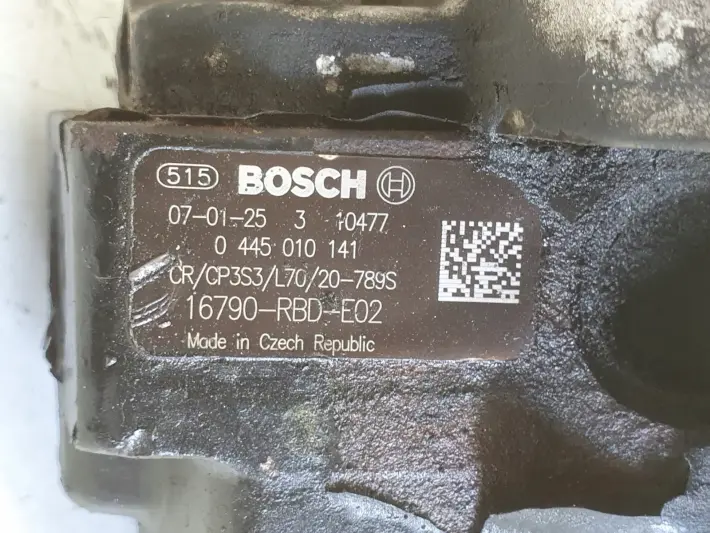 515 BOSCH
07-01-25 3 10477
0 445 010 141
CR/CP3S3/L70/20-789S
16790-RBD-E02
Made in Czech Republic